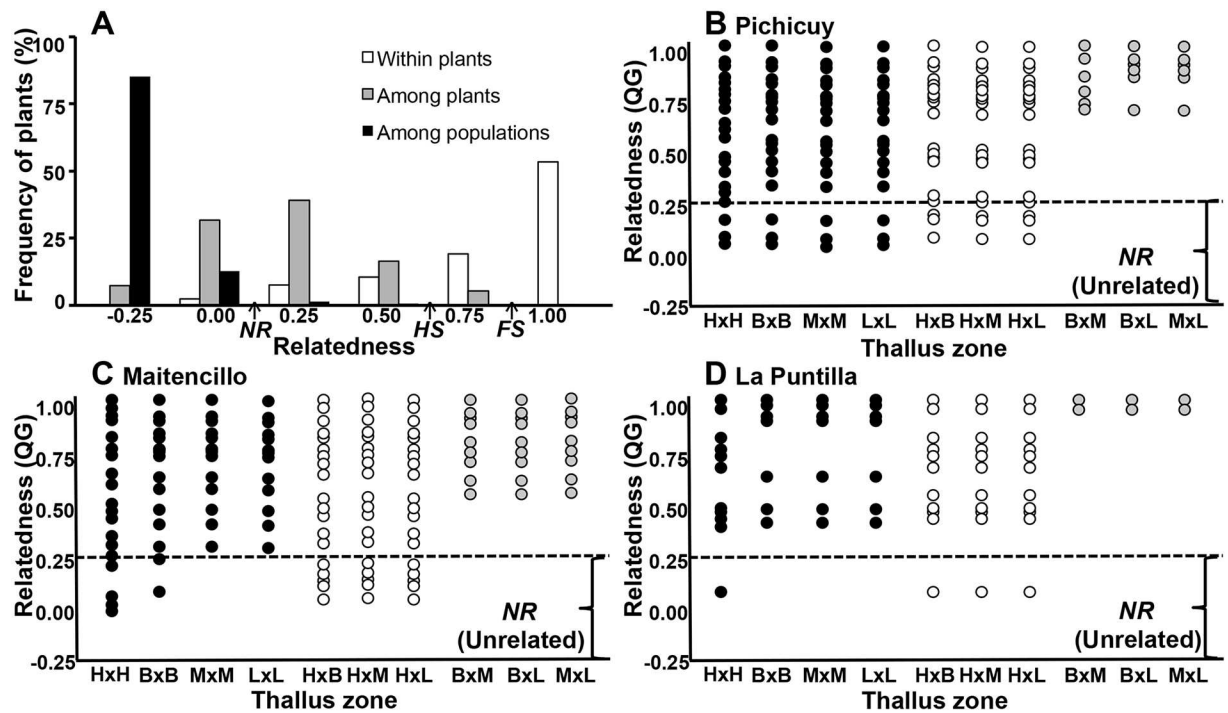 A
Frequency of plants (%)
100
75
50
25
0
Within plants
Among plants
Among populations
-0.25 0.00 0.25 0.50 0.75 1.00
NR HS FS
Relatedness
B Pichicuy
Relatedness (QG)
1.00
0.75
0.50
0.25
0.00
-0.25
NR
(Unrelated)
HxH BxB MxM LxL HxB HxM HxL BxM BxL MxL
Thallus zone
C Maitencillo
Relatedness (QG)
1.00
0.75
0.50
0.25
0.00
-0.25
NR
(Unrelated)
HxH BxB MxM LxL HxB HxM HxL BxM BxL MxL
Thallus zone
D La Puntilla
Relatedness (QG)
1.00
0.75
0.50
0.25
0.00
-0.25
NR
(Unrelated)
HxH BxB MxM LxL HxB HxM HxL BxM BxL MxL
Thallus zone